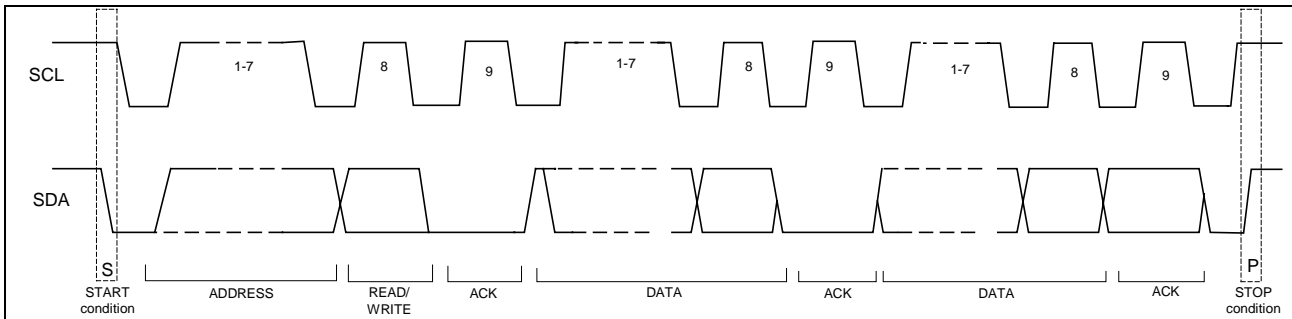 SCL
1-7
8
9
1-7
8
9
1-7
8
9
SDA
S
P
START
condition
ADDRESS
READ/
WRITE
ACK
DATA
ACK
DATA
ACK
STOP
condition